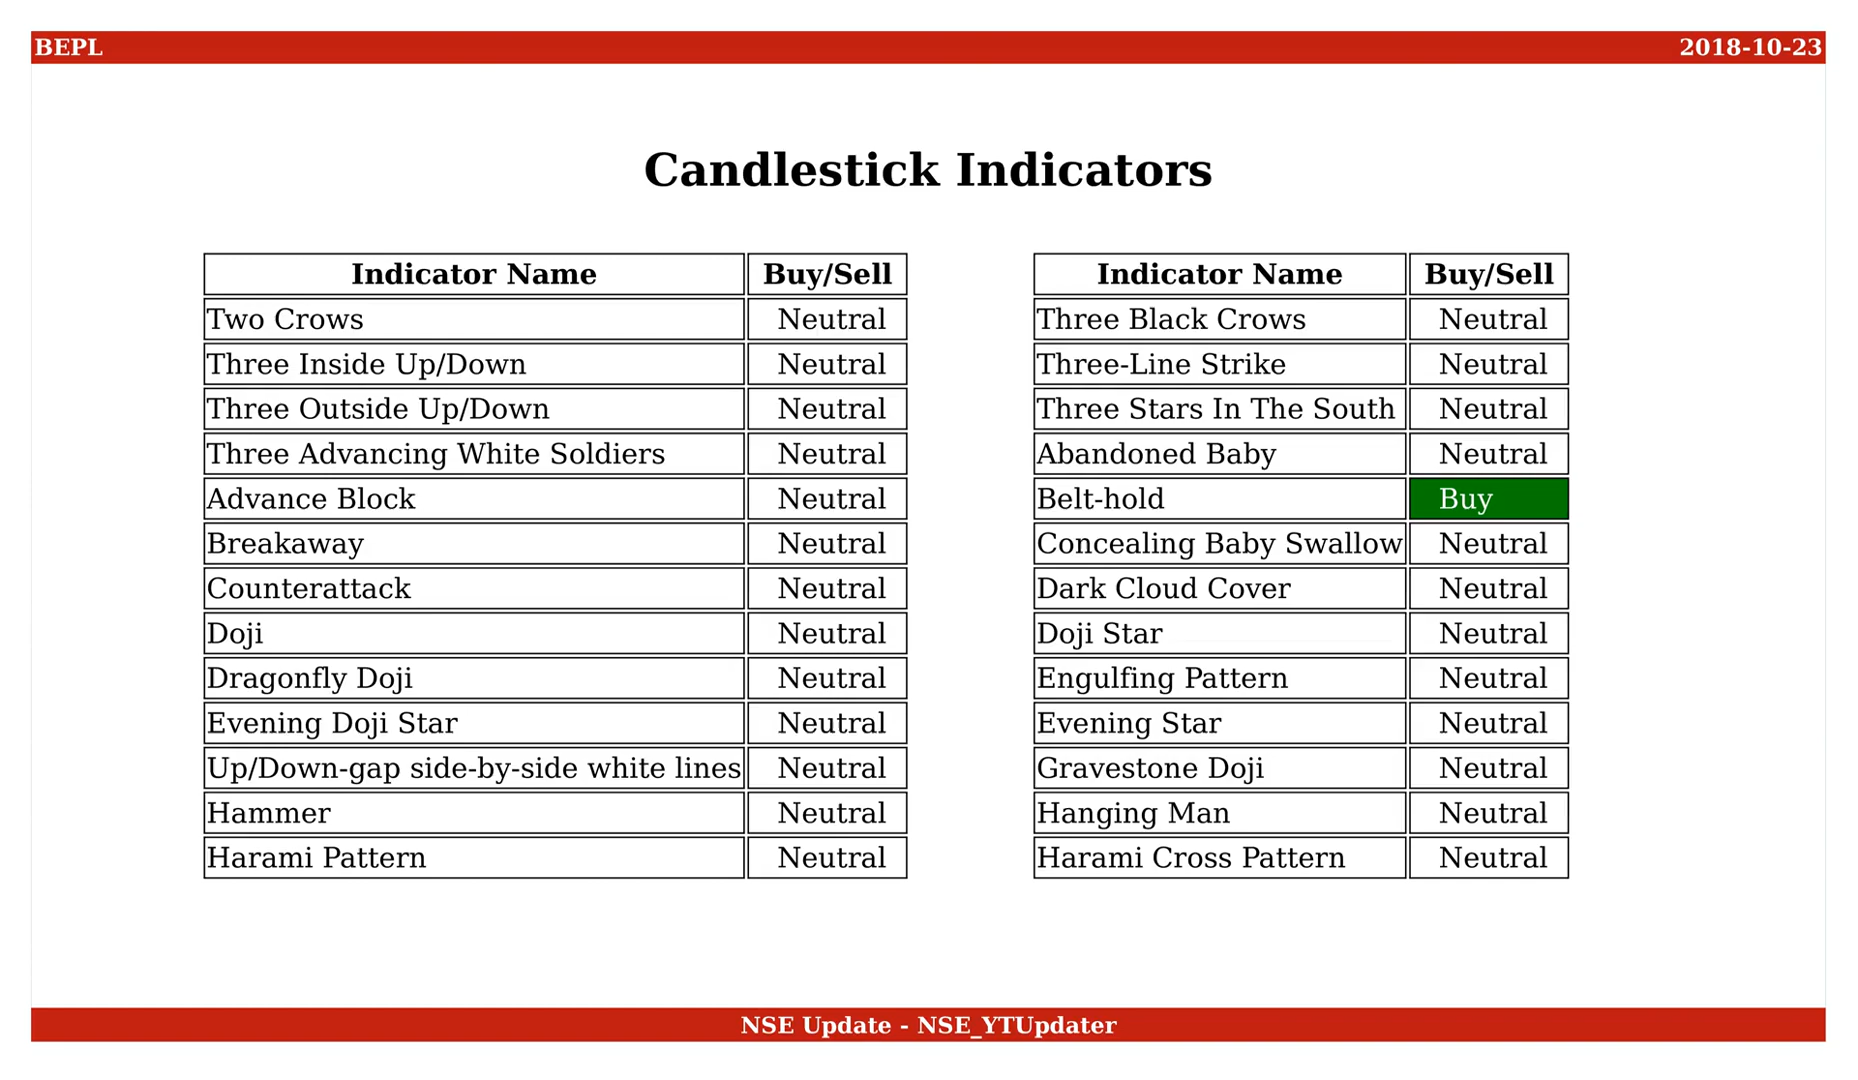 BEPL 2018-10-23
Candlestick Indicators
Indicator Name Buy/Sell
Two Crows Neutral
Three Inside Up/Down Neutral
Three Outside Up/Down Neutral
Three Advancing White Soldiers Neutral
Advance Block Neutral
Breakaway Neutral
Counterattack Neutral
Doji Neutral
Dragonfly Doji Neutral
Evening Doji Star Neutral
Up/Down-gap side-by-side white lines Neutral
Hammer Neutral
Harami Pattern Neutral
Indicator Name Buy/Sell
Three Black Crows Neutral
Three-Line Strike Neutral
Three Stars In The South Neutral
Abandoned Baby Neutral
Belt-hold Buy
Concealing Baby Swallow Neutral
Dark Cloud Cover Neutral
Doji Star Neutral
Engulfing Pattern Neutral
Evening Star Neutral
Gravestone Doji Neutral
Hanging Man Neutral
Harami Cross Pattern Neutral
NSE Update - NSE_YTUpdater